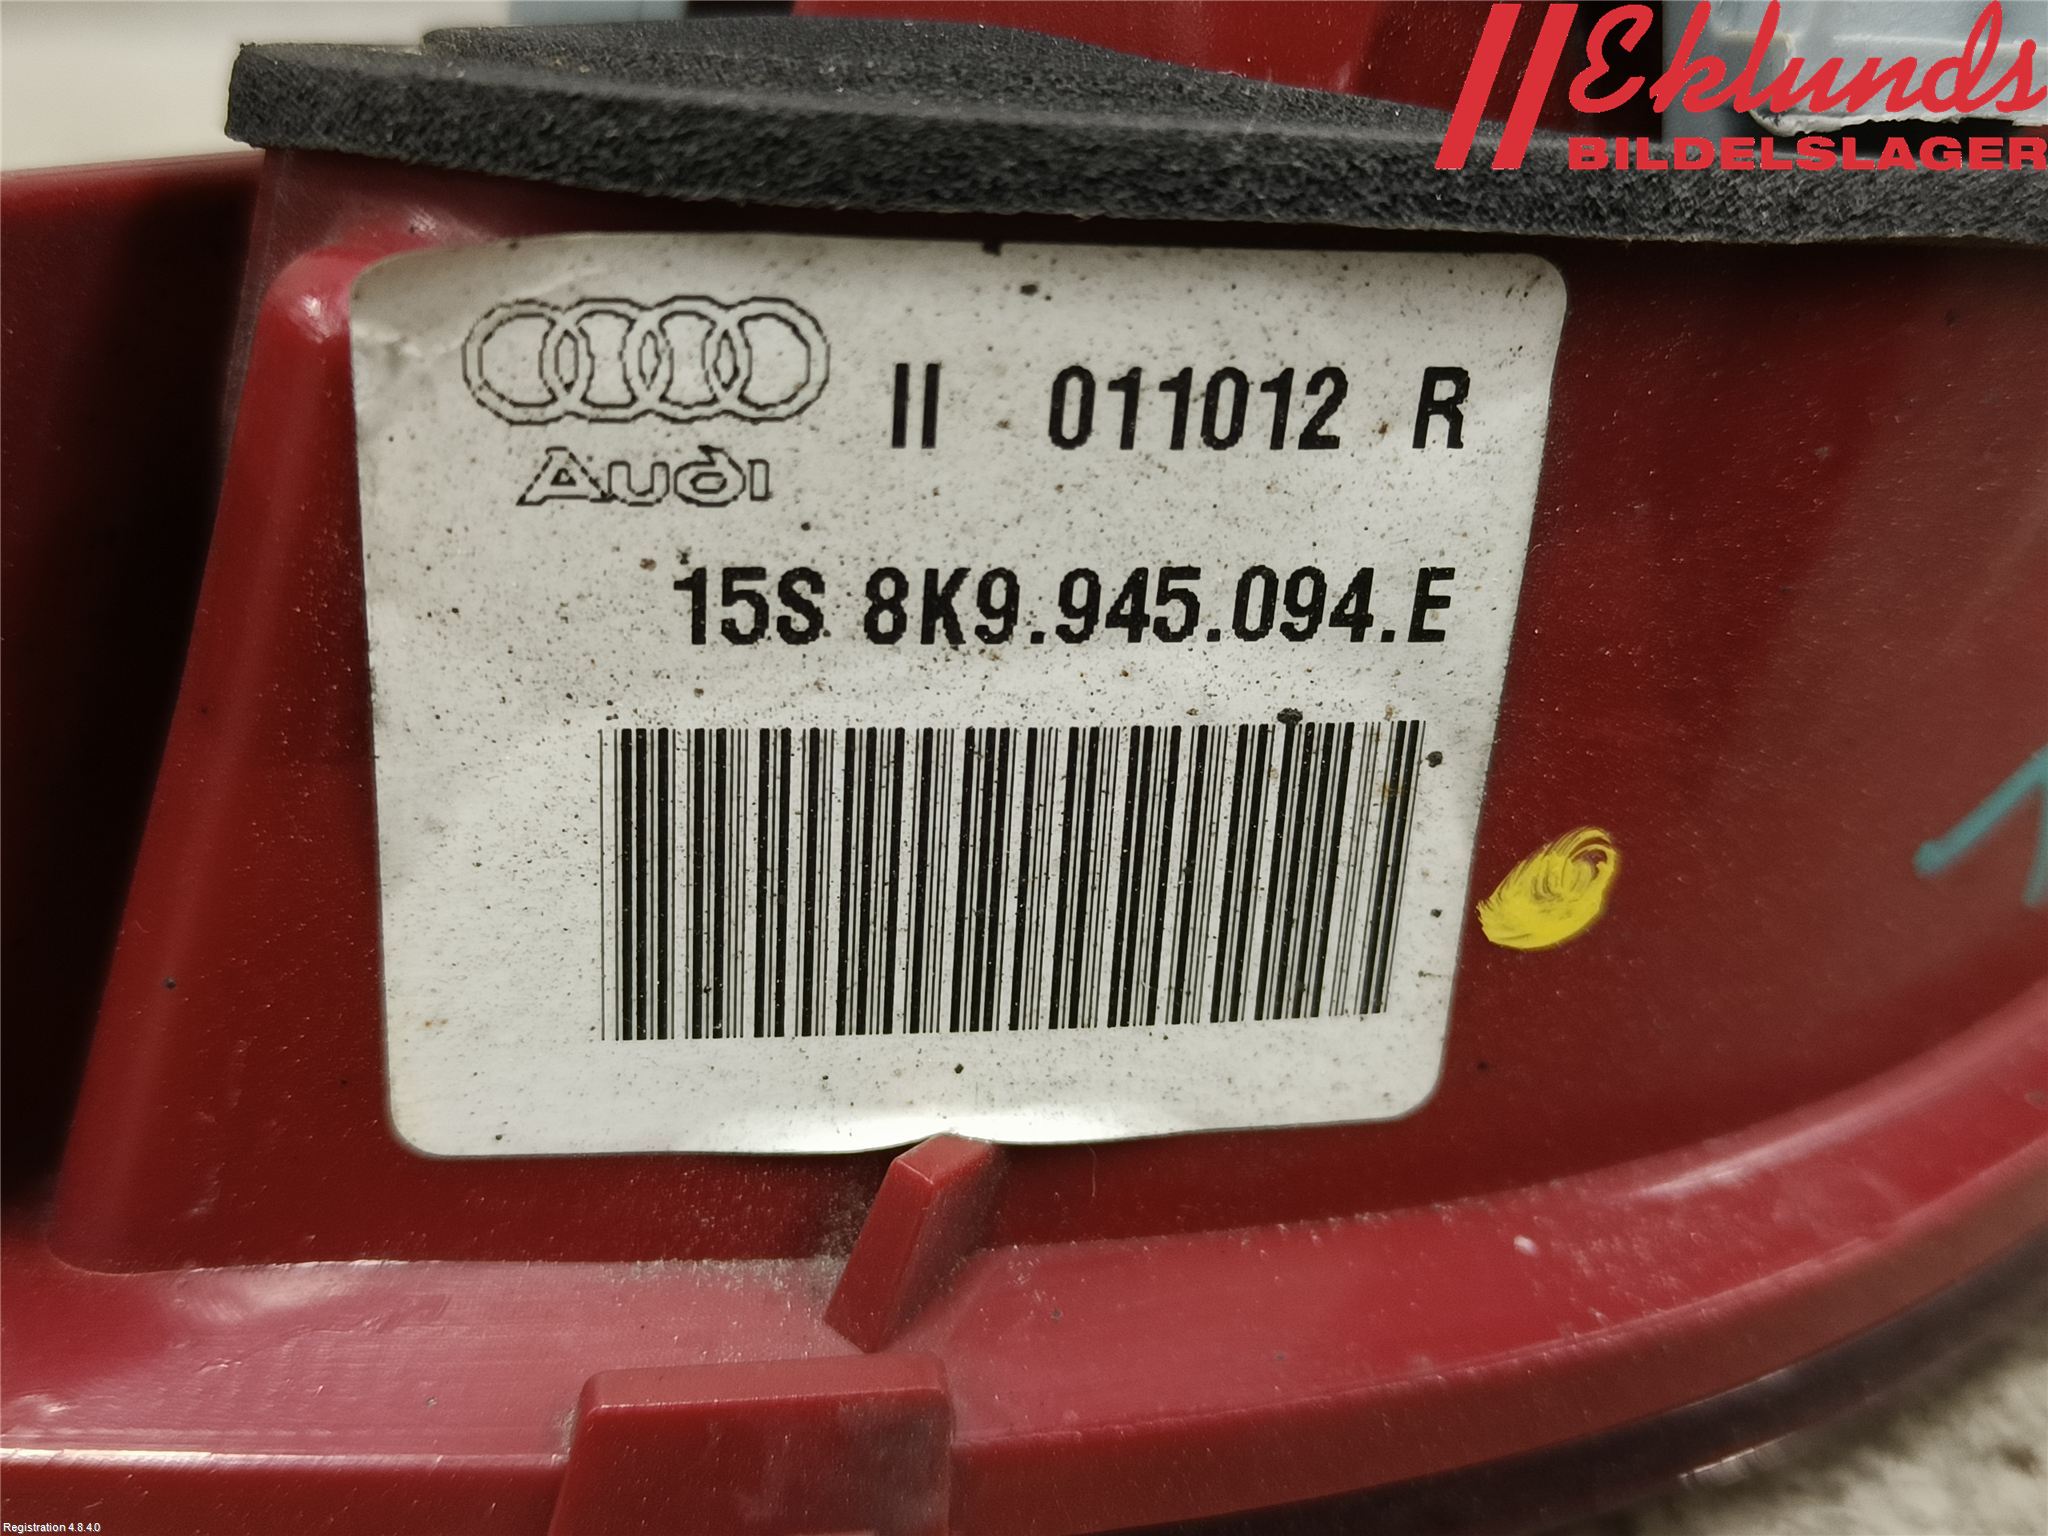 Eklunds
BILDELSLAGER
II 011012 R
Audi
15S 8K9.945.094.E
Registration 4.8.4.0